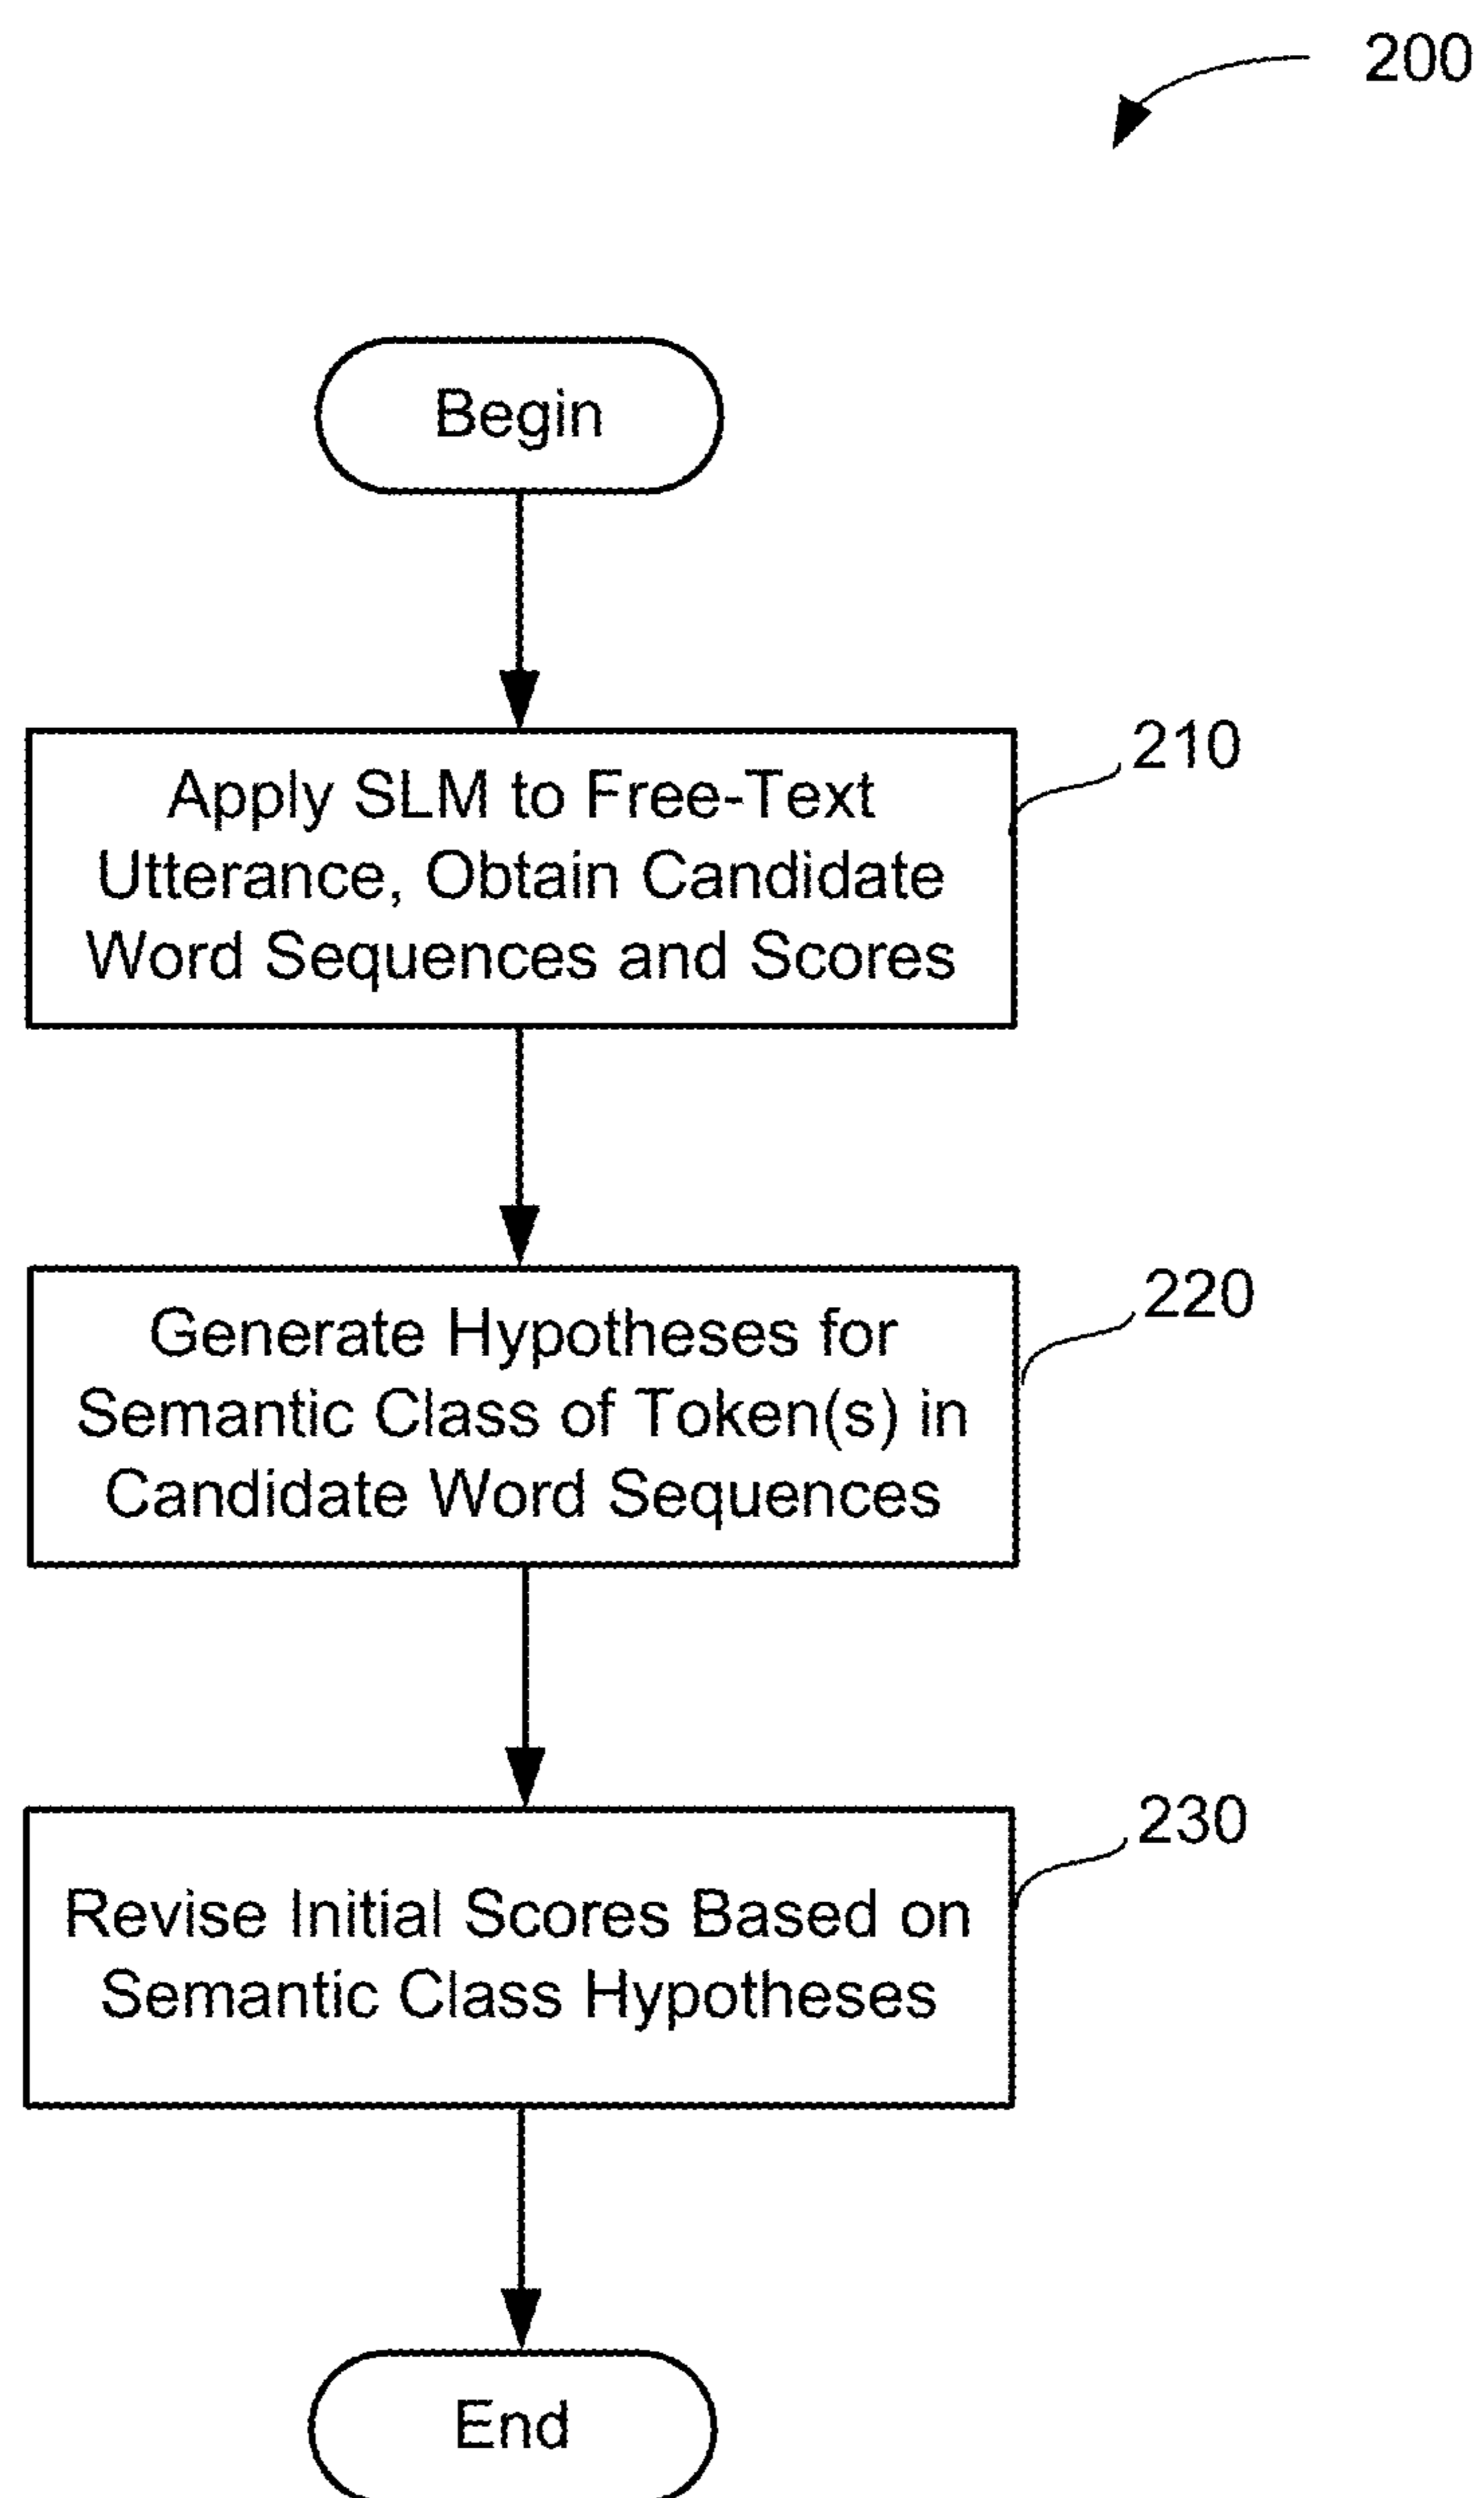 200
Begin
Apply SLM to Free-Text
Utterance, Obtain Candidate
Word Sequences and Scores
210
Generate Hypotheses for
Semantic Class of Token(s) in
Candidate Word Sequences
220
Revise Initial Scores Based on
Semantic Class Hypotheses
230
End